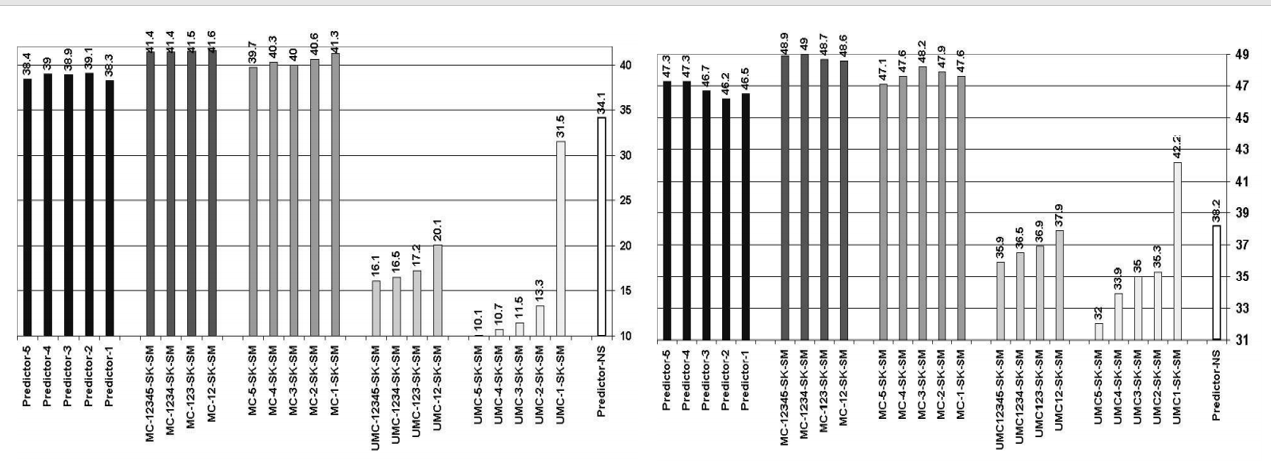 38.4
39
38.9
39.1
38.3
41.4
41.4
41.5
41.6
39.7
40.3
40
40.6
41.3
16.1
16.5
17.2
20.1
10.1
10.7
11.5
13.3
31.5
34.1
40
35
30
25
20
15
10
Predictor-5
Predictor-4
Predictor-3
Predictor-2
Predictor-1
MC-12345-SK-SM
MC-1234-SK-SM
MC-123-SK-SM
MC-12-SK-SM
MC-5-SK-SM
MC-4-SK-SM
MC-3-SK-SM
MC-2-SK-SM
MC-1-SK-SM
UMC-12345-SK-SM
UMC-1234-SK-SM
UMC-123-SK-SM
UMC-12-SK-SM
UMC-5-SK-SM
UMC-4-SK-SM
UMC-3-SK-SM
UMC-2-SK-SM
UMC-1-SK-SM
Predictor-NS
47.3
47.3
46.7
46.2
46.5
48.9
49
48.7
48.6
47.1
47.6
48.2
47.9
47.6
35.9
36.5
36.9
37.9
32
33.9
35
35.3
42.2
38.2
49
47
45
43
41
39
37
35
33
31
Predictor-5
Predictor-4
Predictor-3
Predictor-2
Predictor-1
MC-12345-SK-SM
MC-1234-SK-SM
MC-123-SK-SM
MC-12-SK-SM
MC-5-SK-SM
MC-4-SK-SM
MC-3-SK-SM
MC-2-SK-SM
MC-1-SK-SM
UMC12345-SK-SM
UMC1234-SK-SM
UMC123-SK-SM
UMC12-SK-SM
UMC5-SK-SM
UMC4-SK-SM
UMC3-SK-SM
UMC2-SK-SM
UMC1-SK-SM
Predictor-NS